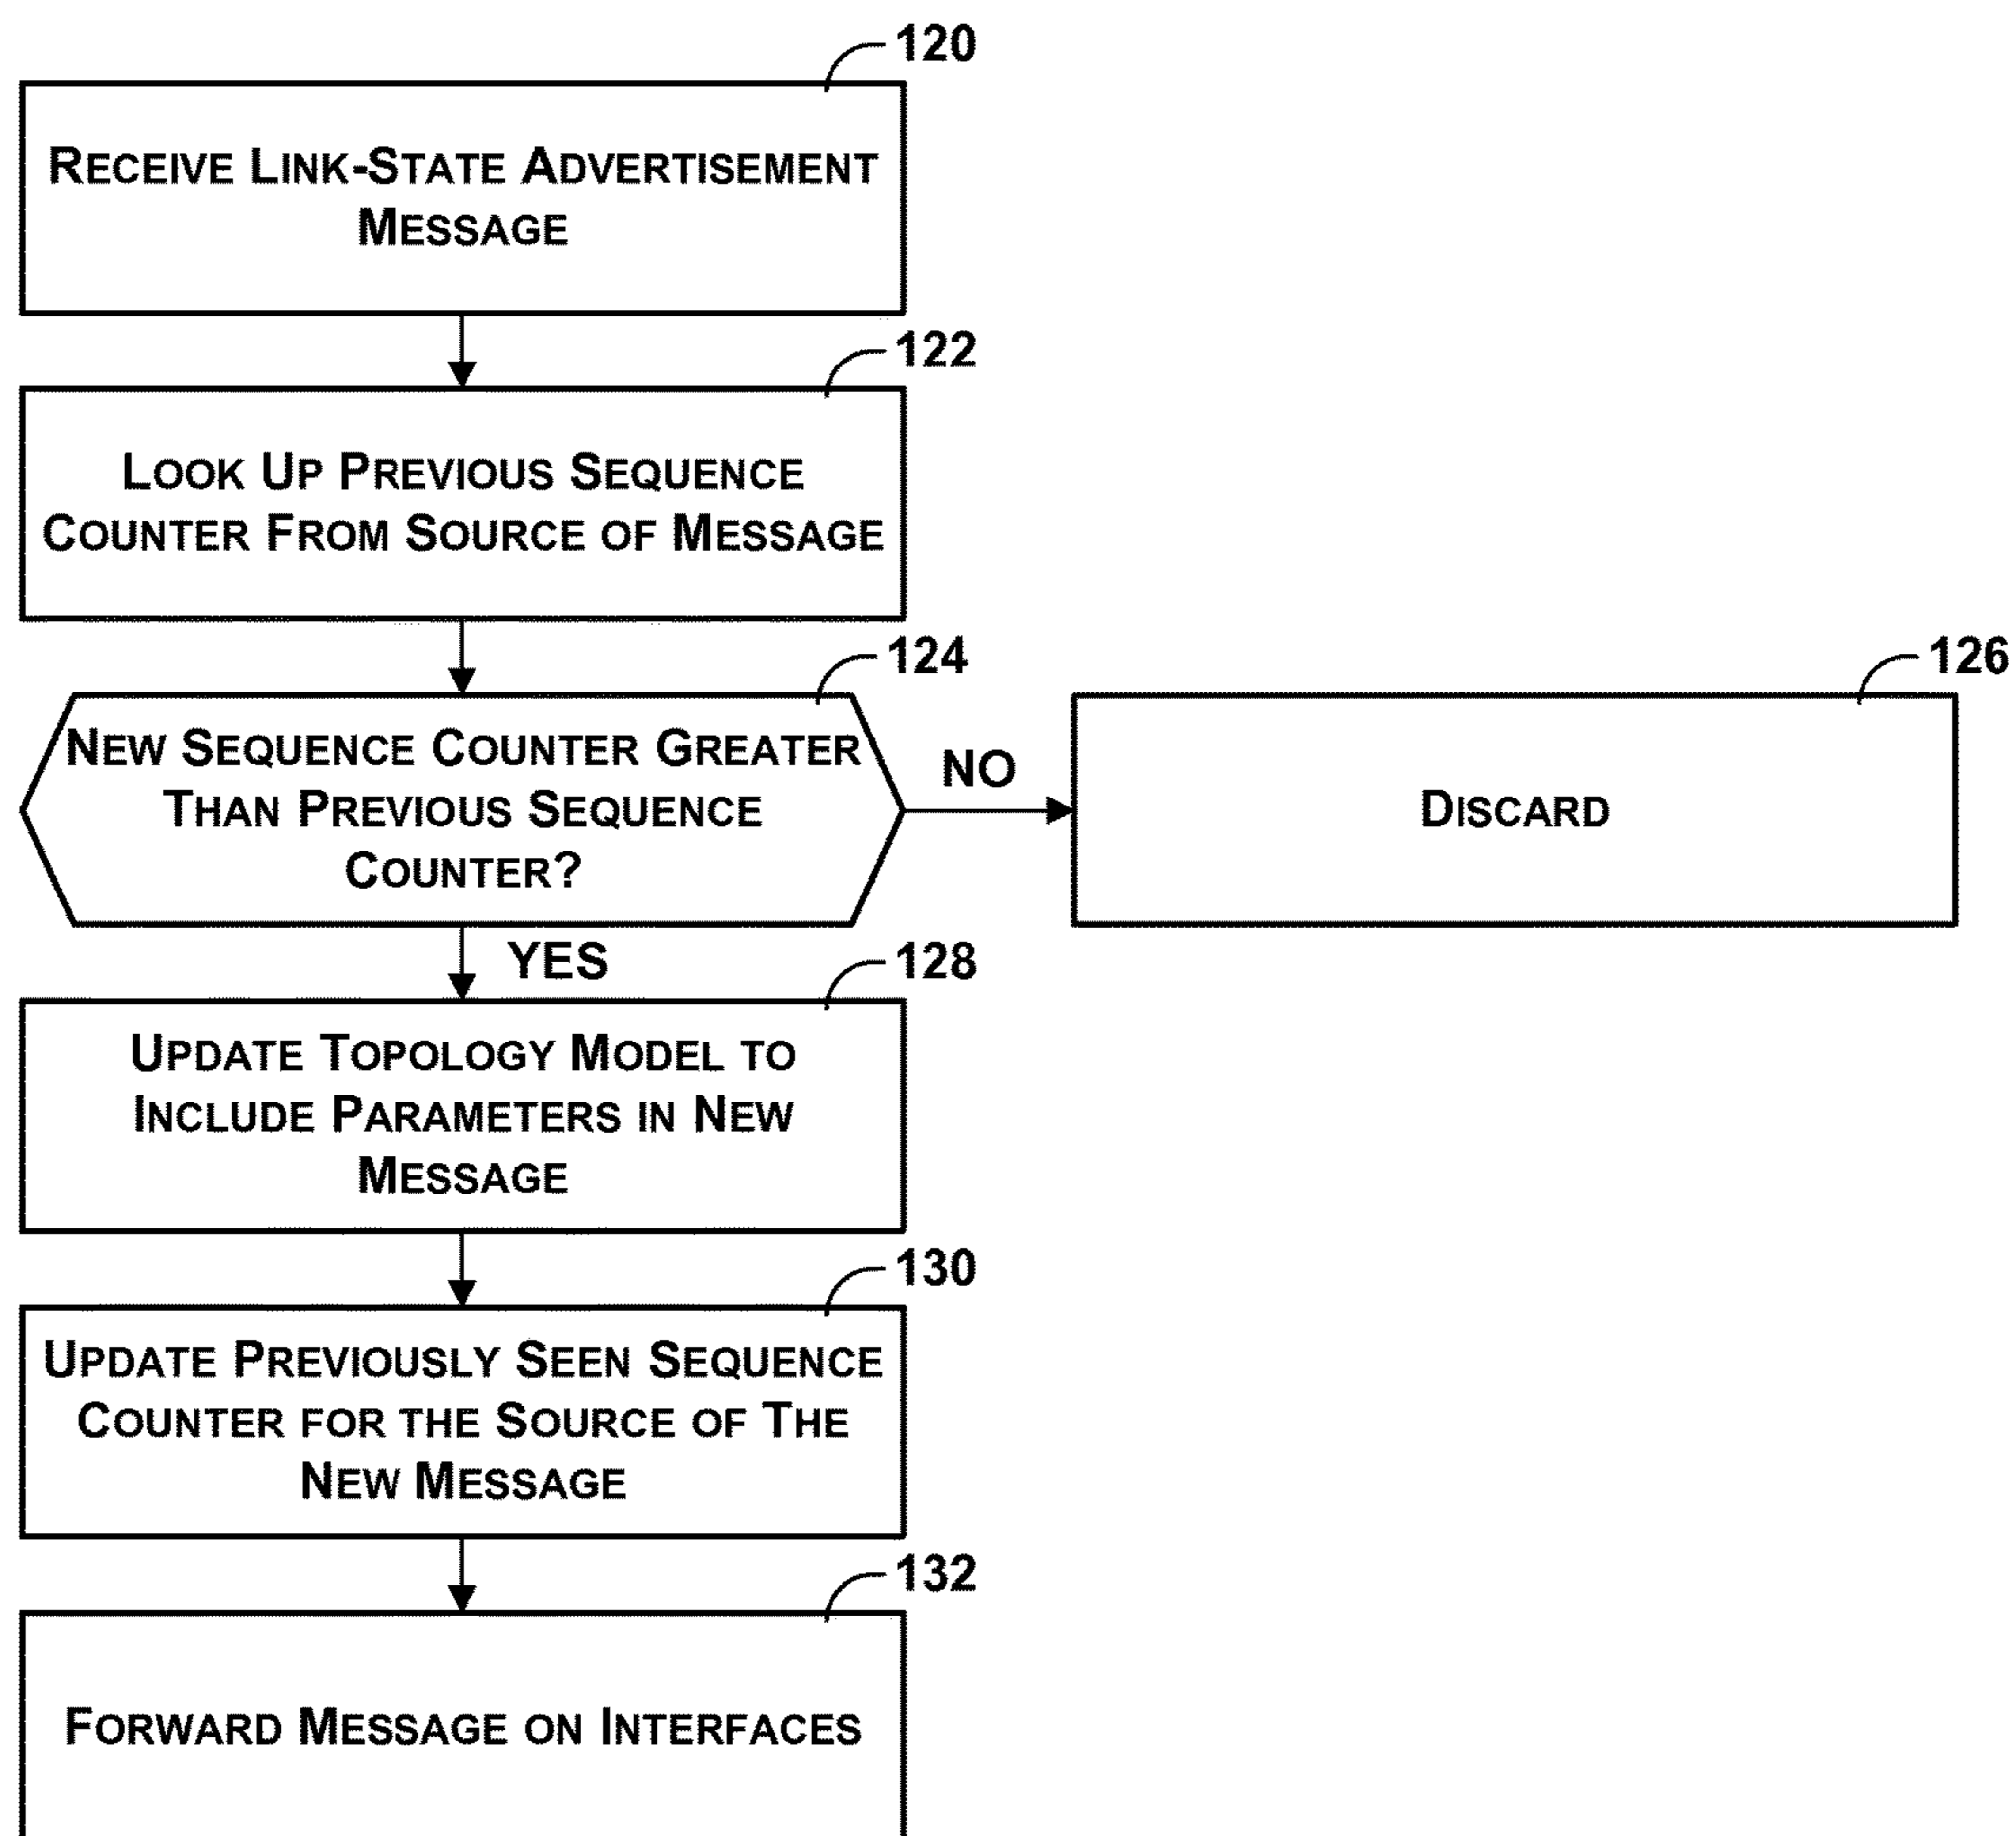 120
RECEIVE LINK-STATE ADVERTISEMENT
MESSAGE
122
LOOK UP PREVIOUS SEQUENCE
COUNTER FROM SOURCE OF MESSAGE
124
NEW SEQUENCE COUNTER GREATER
THAN PREVIOUS SEQUENCE
COUNTER?
NO
126
DISCARD
YES
128
UPDATE TOPOLOGY MODEL TO
INCLUDE PARAMETERS IN NEW
MESSAGE
130
UPDATE PREVIOUSLY SEEN SEQUENCE
COUNTER FOR THE SOURCE OF THE
NEW MESSAGE
132
FORWARD MESSAGE ON INTERFACES